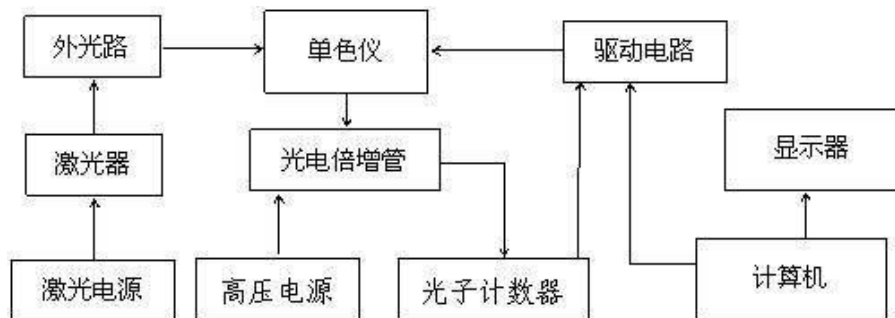 外光路
单色仪
驱动电路
激光器
光电倍增管
显示器
激光电源
高压电源
光子计数器
计算机